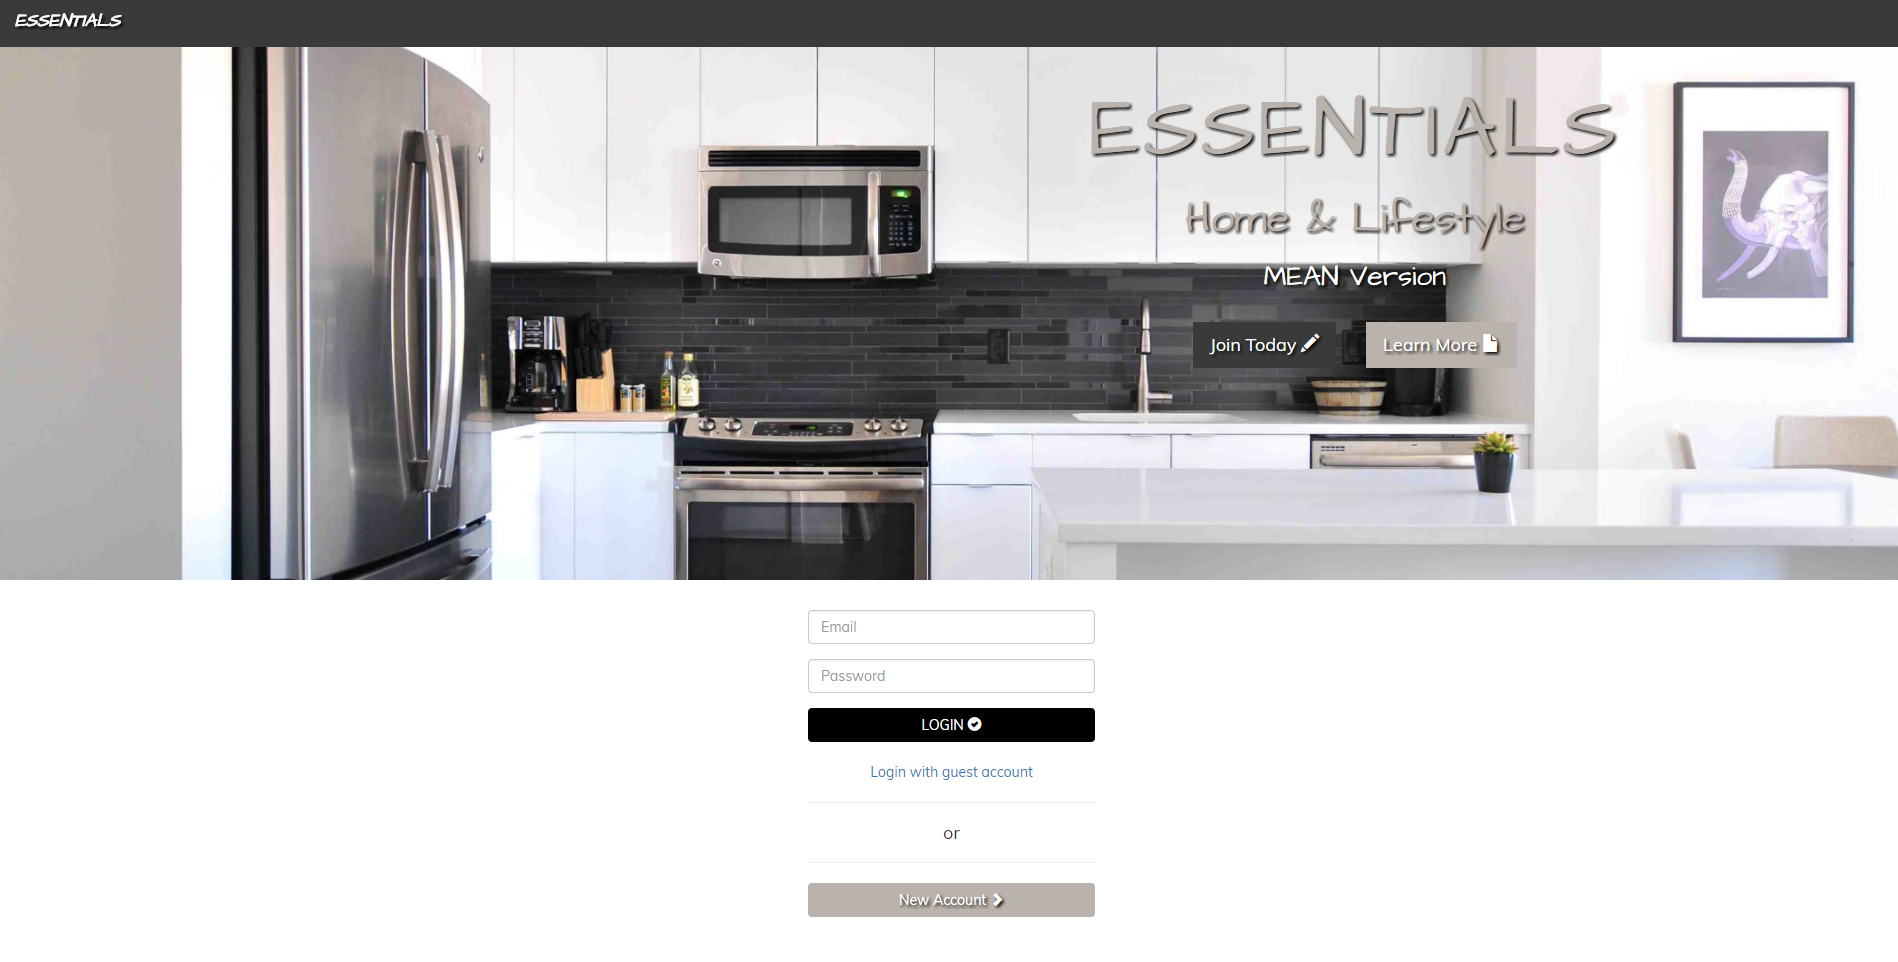 ESSENTIALS
ESSENTIALS
Home & Lifestyle
MEAN Version
Join Today
Learn More
Email
Password
LOGIN
Login with guest account
or
New Account